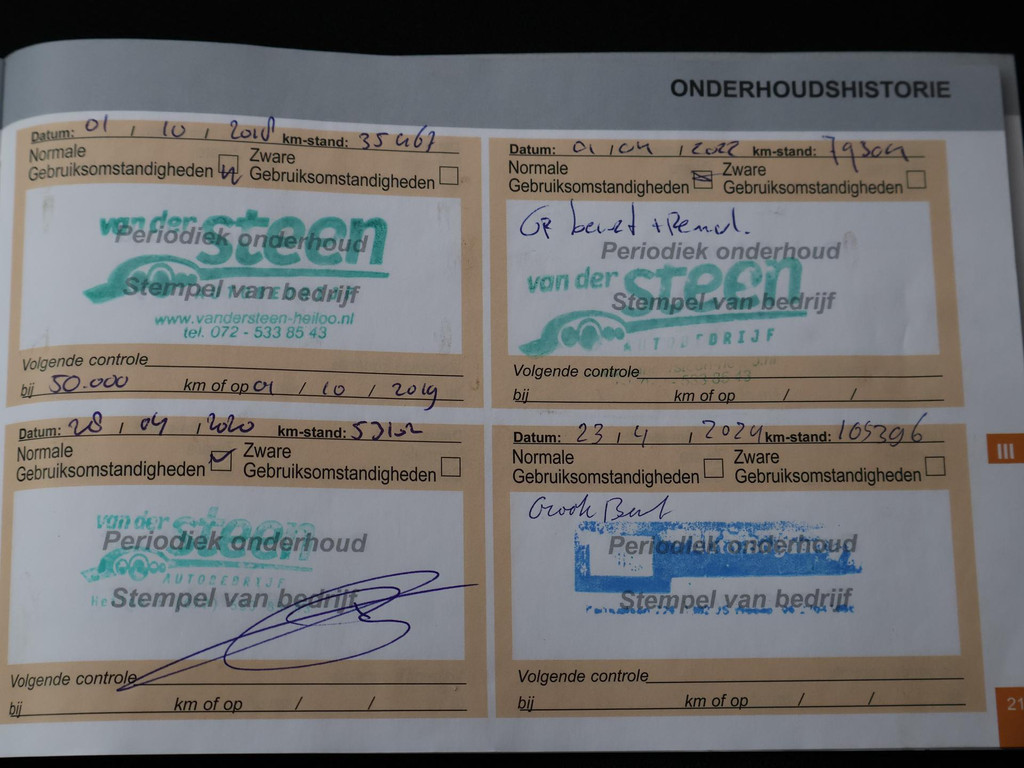 ONDERHOUDSHISTORIE
Datum: 01 / 10 / 2018 km-stand: 35467
Normale Gebruiksomstandigheden
Zware Gebruiksomstandigheden
van der steen
Periodiek onderhoud
Stempel van bedrijf
www.vandersteen-heiloo.nl
tel. 072 - 533 85 43
Volgende controle
bij 50.000 km of op 01 / 10 / 2019
Datum: 01 / 04 / 2022 km-stand: 79304
Normale Gebruiksomstandigheden
Zware Gebruiksomstandigheden
GR beurt +
Periodiek onderhoud
van der steen
Stempel van bedrijf
AUTOBEDRIJF
533 85 43
Volgende controle
bij km of op / /
Datum: 28 / 04 / 2020 km-stand: 53102
Normale Gebruiksomstandigheden
Zware Gebruiksomstandigheden
van der steen
Periodiek onderhoud
AUTOBEDRIJF
Stempel van bedrijf
Volgende controle
bij km of op / /
Datum: 23 / 4 / 2024 km-stand: 105396
Normale Gebruiksomstandigheden
Zware Gebruiksomstandigheden
Periodiek onderhoud
Stempel van bedrijf
Volgende controle
bij km of op / /
III
21